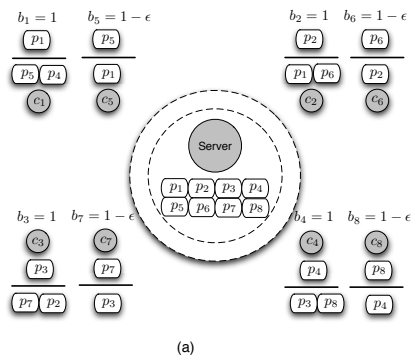 b₁ = 1 b₅ = 1 − ϵ b₂ = 1 b₆ = 1 − ϵ
p₁ p₅ p₂ p₆
p₅ p₄ p₁ p₁ p₆ p₂
c₁ c₅ c₂ c₆
Server
p₁ p₂ p₃ p₄
p₅ p₆ p₇ p₈
b₃ = 1 b₇ = 1 − ϵ b₄ = 1 b₈ = 1 − ϵ
c₃ c₇ c₄ c₈
p₃ p₇ p₄ p₈
p₇ p₂ p₃ p₃ p₈ p₄
(a)